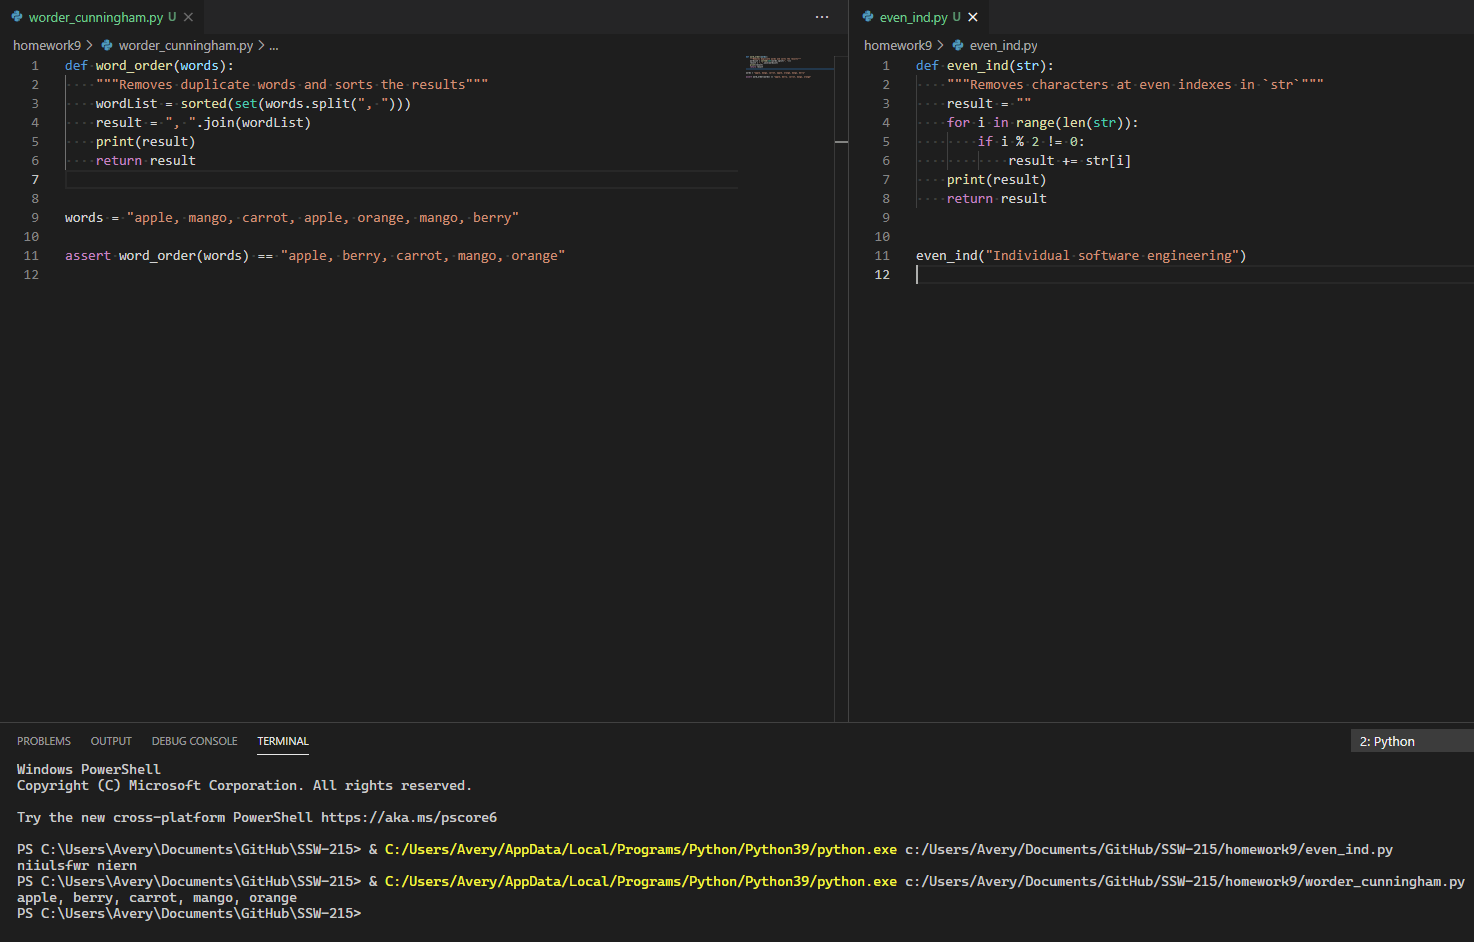 worder_cunningham.py U
homework9 > worder_cunningham.py > ...
1 def word_order(words):
2     """Removes duplicate words and sorts the results"""
3     wordList = sorted(set(words.split(", ")))
4     result = ", ".join(wordList)
5     print(result)
6     return result
7
8
9 words = "apple, mango, carrot, apple, orange, mango, berry"
10
11 assert word_order(words) == "apple, berry, carrot, mango, orange"
12
even_ind.py U
homework9 > even_ind.py
1 def even_ind(str):
2     """Removes characters at even indexes in `str`"""
3     result = ""
4     for i in range(len(str)):
5         if i % 2 != 0:
6             result += str[i]
7     print(result)
8     return result
9
10
11 even_ind("Individual software engineering")
12
PROBLEMS OUTPUT DEBUG CONSOLE TERMINAL 2: Python
Windows PowerShell
Copyright (C) Microsoft Corporation. All rights reserved.
Try the new cross-platform PowerShell https://aka.ms/pscore6
PS C:\Users\Avery\Documents\GitHub\SSW-215> & C:/Users/Avery/AppData/Local/Programs/Python/Python39/python.exe c:/Users/Avery/Documents/GitHub/SSW-215/homework9/even_ind.py
niiulsfwr niern
PS C:\Users\Avery\Documents\GitHub\SSW-215> & C:/Users/Avery/AppData/Local/Programs/Python/Python39/python.exe c:/Users/Avery/Documents/GitHub/SSW-215/homework9/worder_cunningham.py
apple, berry, carrot, mango, orange
PS C:\Users\Avery\Documents\GitHub\SSW-215>